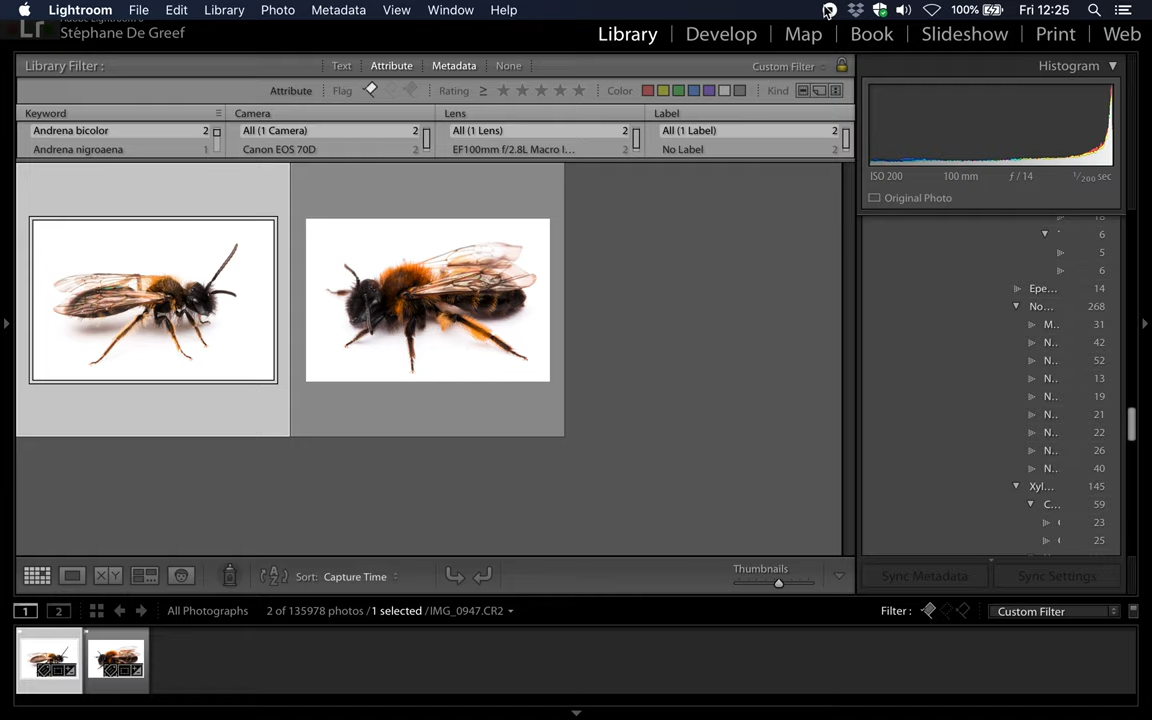 Lightroom File Edit Library Photo Metadata View Window Help 100% Fri 12:25
Lr Adobe Lightroom 6
Stéphane De Greef
Library | Develop | Map | Book | Slideshow | Print | Web
Library Filter : Text Attribute Metadata None Custom Filter
Histogram
Attribute Flag Rating ≥ Color Kind
Keyword Camera Lens Label
Andrena bicolor 2 All (1 Camera) 2 All (1 Lens) 2 All (1 Label) 2
Andrena nigroaena 1 Canon EOS 70D 2 EF100mm f/2.8L Macro I... 2 No Label 2
ISO 200 100 mm ƒ / 14 1/200 sec
Original Photo
18
6
5
6
Epe... 14
No... 268
M.. 31
N.. 42
N.. 52
N.. 13
N.. 19
N.. 21
N.. 22
N.. 26
N.. 40
Xyl... 145
C... 59
23
25
XY Sort: Capture Time Thumbnails Sync Metadata Sync Settings
1 2 All Photographs 2 of 135978 photos / 1 selected / IMG_0947.CR2 Filter : Custom Filter